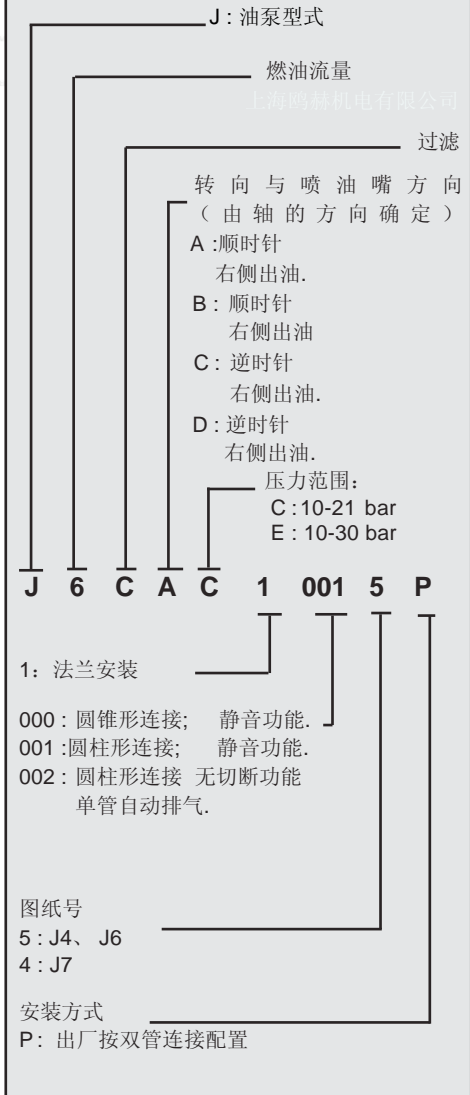 J : 油泵型式
燃油流量
上海鸥赫机电有限公司
过滤
转向与喷油嘴方向
（由轴的方向确定）
A :顺时针
右侧出油.
B : 顺时针
右侧出油
C : 逆时针
右侧出油.
D : 逆时针
右侧出油.
压力范围：
C : 10-21 bar
E : 10-30 bar
J 6 C A C 1 001 5 P
1：法兰安装
000 : 圆锥形连接; 静音功能.
001 :圆柱形连接; 静音功能.
002 : 圆柱形连接 无切断功能
单管自动排气.
图纸号
5 : J4、 J6
4 : J7
安装方式
P : 出厂按双管连接配置